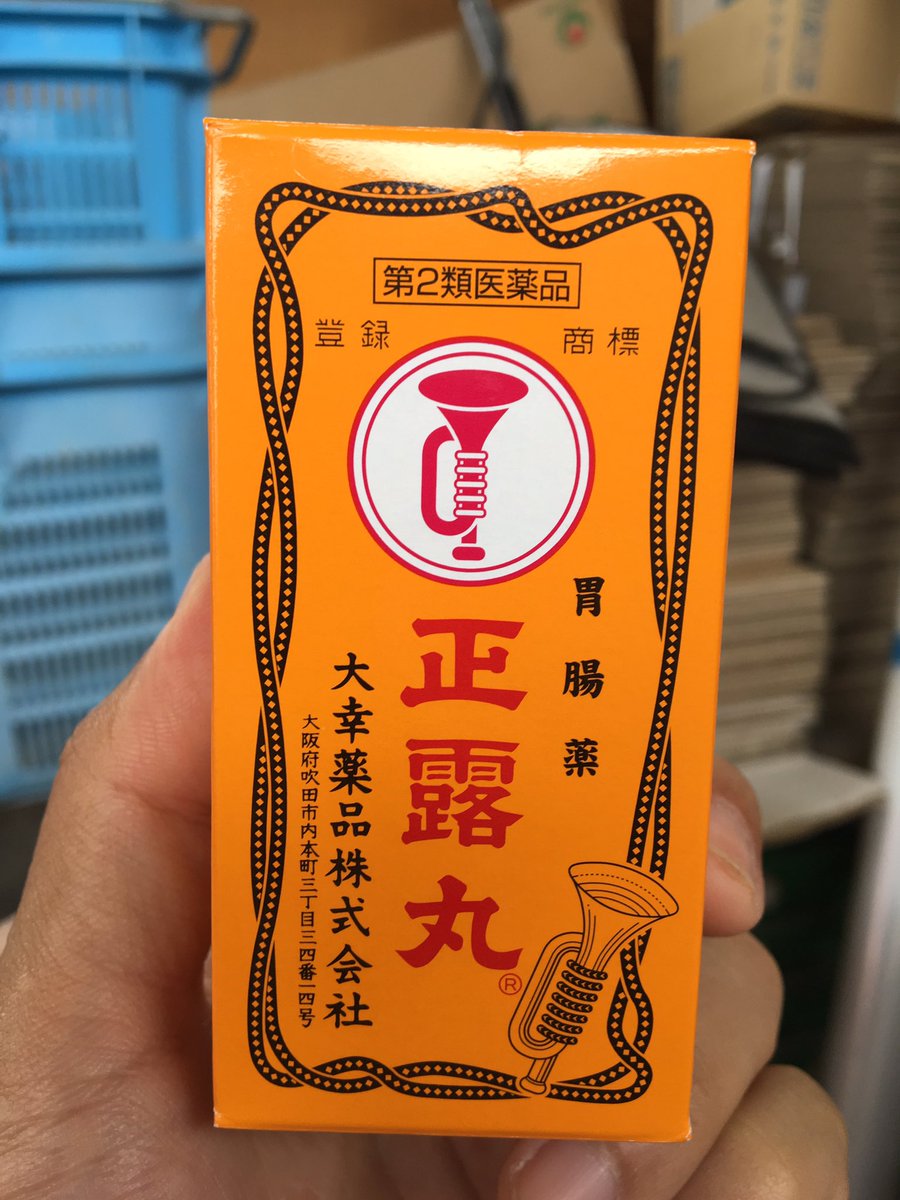 第2類医薬品
登録 商標
胃腸薬
正露丸®
大幸薬品株式会社
大阪府吹田市内本町三丁目三四番一四号